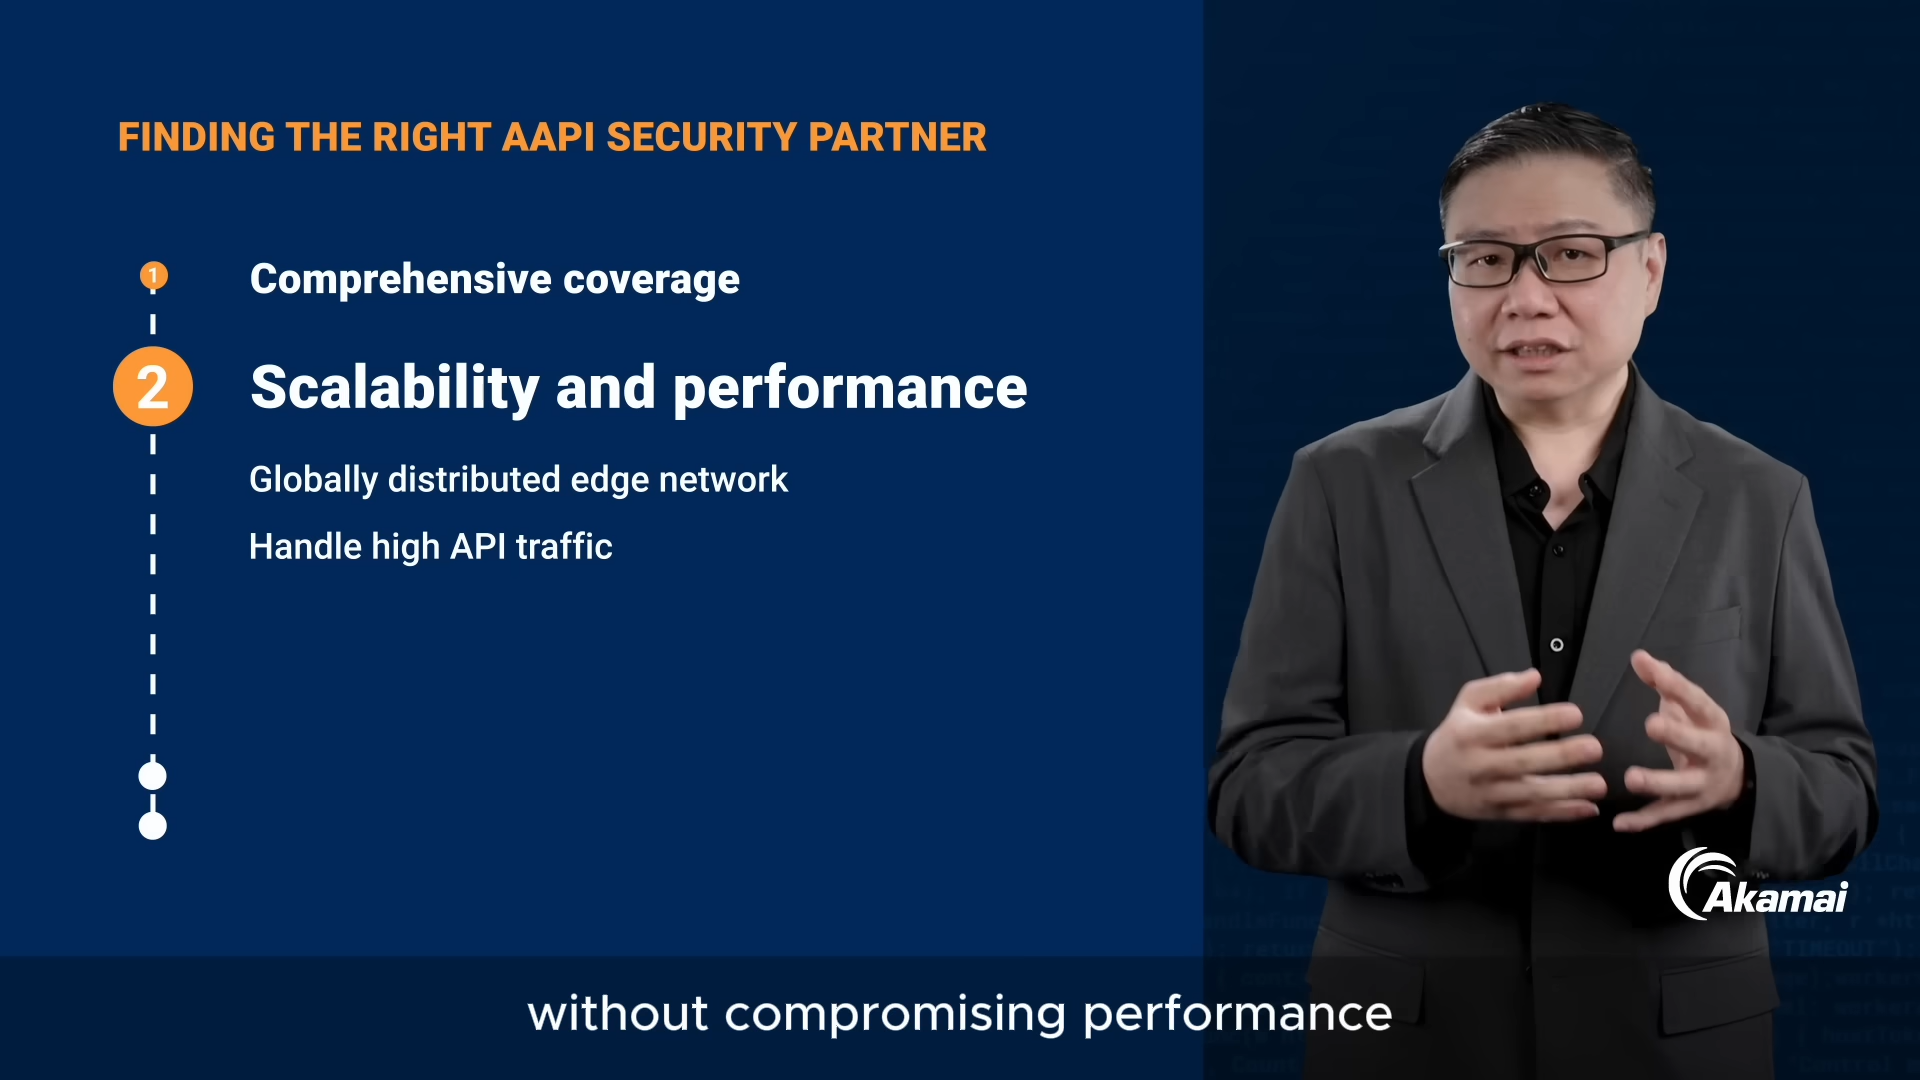 FINDING THE RIGHT AAPI SECURITY PARTNER
1
Comprehensive coverage
2
Scalability and performance
Globally distributed edge network
Handle high API traffic
Akamai
TIMEOUT
without compromising performance